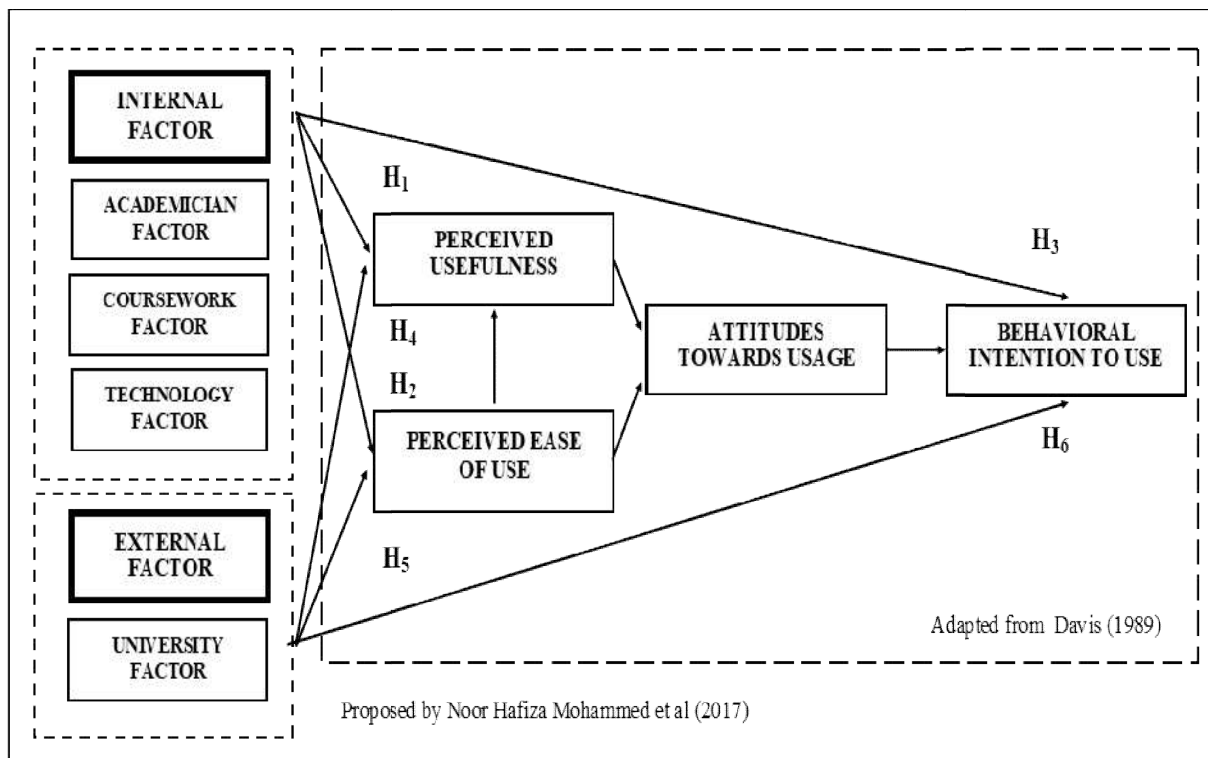 INTERNAL
FACTOR
ACADEMICIAN
FACTOR
COURSEWORK
FACTOR
TECHNOLOGY
FACTOR
EXTERNAL
FACTOR
UNIVERSITY
FACTOR
H1
PERCEIVED
USEFULNESS
H4
H2
PERCEIVED EASE
OF USE
H5
ATTITUDES
TOWARDS USAGE
H3
BEHAVIORAL
INTENTION TO USE
H6
Adapted from Davis (1989)
Proposed by Noor Hafiza Mohammed et al (2017)